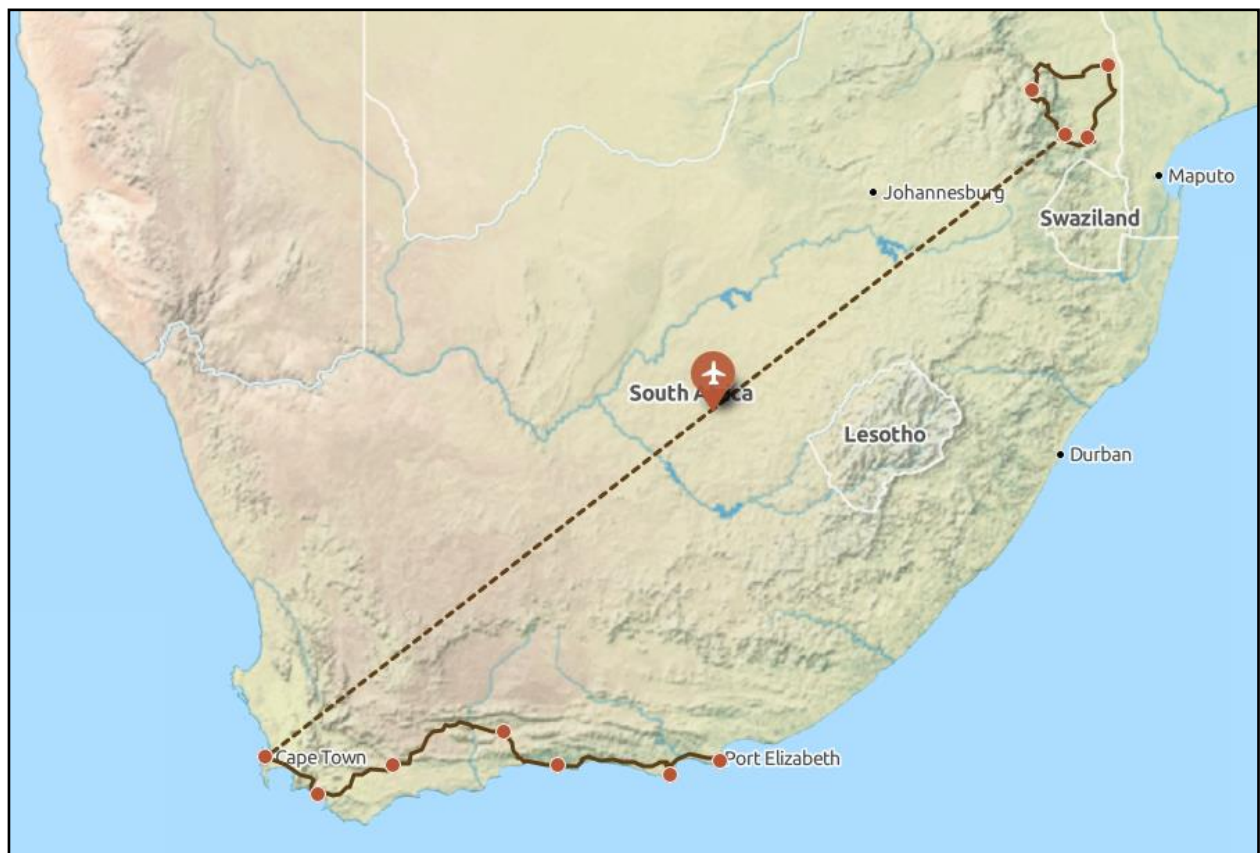 Johannesburg
Maputo
Swaziland
South Africa
Lesotho
Durban
Cape Town
Port Elizabeth